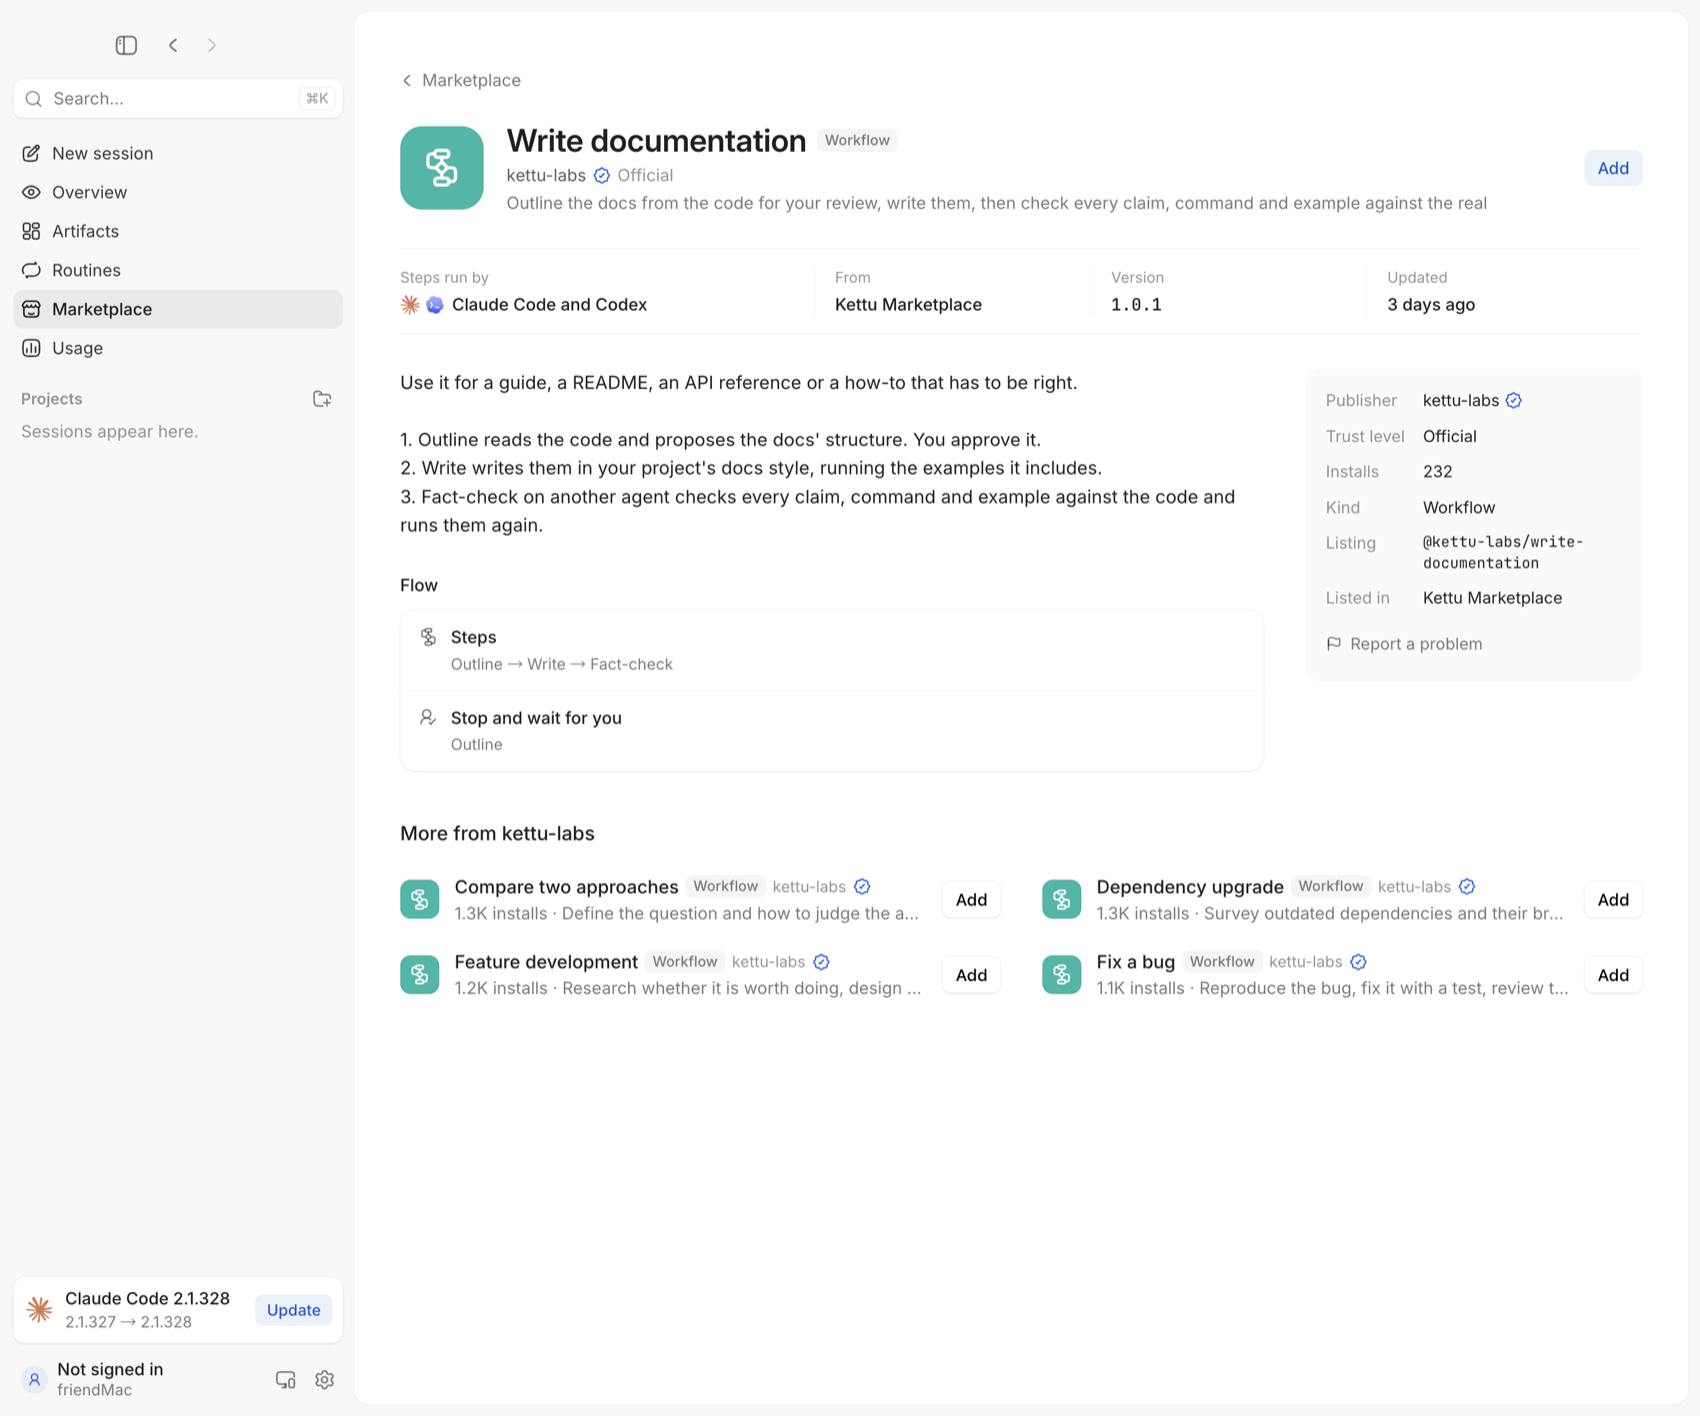 Search...
⌘K
New session
Overview
Artifacts
Routines
Marketplace
Usage
Projects
Sessions appear here.
Claude Code 2.1.328
2.1.327 → 2.1.328
Update
Not signed in
friendMac
Marketplace
Write documentation Workflow
kettu-labs Official
Outline the docs from the code for your review, write them, then check every claim, command and example against the real
Add
Steps run by
Claude Code and Codex
From
Kettu Marketplace
Version
1.0.1
Updated
3 days ago
Use it for a guide, a README, an API reference or a how-to that has to be right.
1. Outline reads the code and proposes the docs' structure. You approve it.
2. Write writes them in your project's docs style, running the examples it includes.
3. Fact-check on another agent checks every claim, command and example against the code and
runs them again.
Flow
Steps
Outline → Write → Fact-check
Stop and wait for you
Outline
Publisher kettu-labs
Trust level Official
Installs 232
Kind Workflow
Listing @kettu-labs/write-
documentation
Listed in Kettu Marketplace
Report a problem
More from kettu-labs
Compare two approaches Workflow kettu-labs
1.3K installs · Define the question and how to judge the a...
Add
Dependency upgrade Workflow kettu-labs
1.3K installs · Survey outdated dependencies and their br...
Add
Feature development Workflow kettu-labs
1.2K installs · Research whether it is worth doing, design ...
Add
Fix a bug Workflow kettu-labs
1.1K installs · Reproduce the bug, fix it with a test, review t...
Add